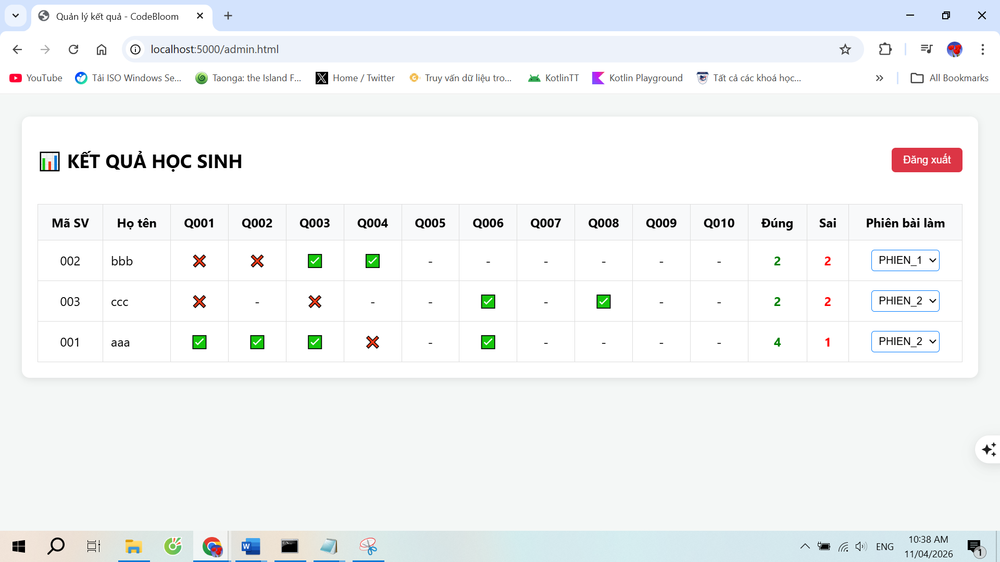 Quản lý kết quả - CodeBloom
localhost:5000/admin.html
YouTube
Tải ISO Windows Se...
Taonga: the Island F...
Home / Twitter
Truy vấn dữ liệu tro...
KotlinTT
Kotlin Playground
Tất cả các khoá học...
All Bookmarks
KẾT QUẢ HỌC SINH
Đăng xuất
Mã SV Họ tên Q001 Q002 Q003 Q004 Q005 Q006 Q007 Q008 Q009 Q010 Đúng Sai Phiên bài làm
002 bbb ❌ ❌ ✅ ✅ - - - - - - 2 2 PHIEN_1
003 ccc ❌ - ❌ - - ✅ - ✅ - - 2 2 PHIEN_2
001 aaa ✅ ✅ ✅ ❌ - ✅ - - - - 4 1 PHIEN_2
ENG
10:38 AM
11/04/2026
1